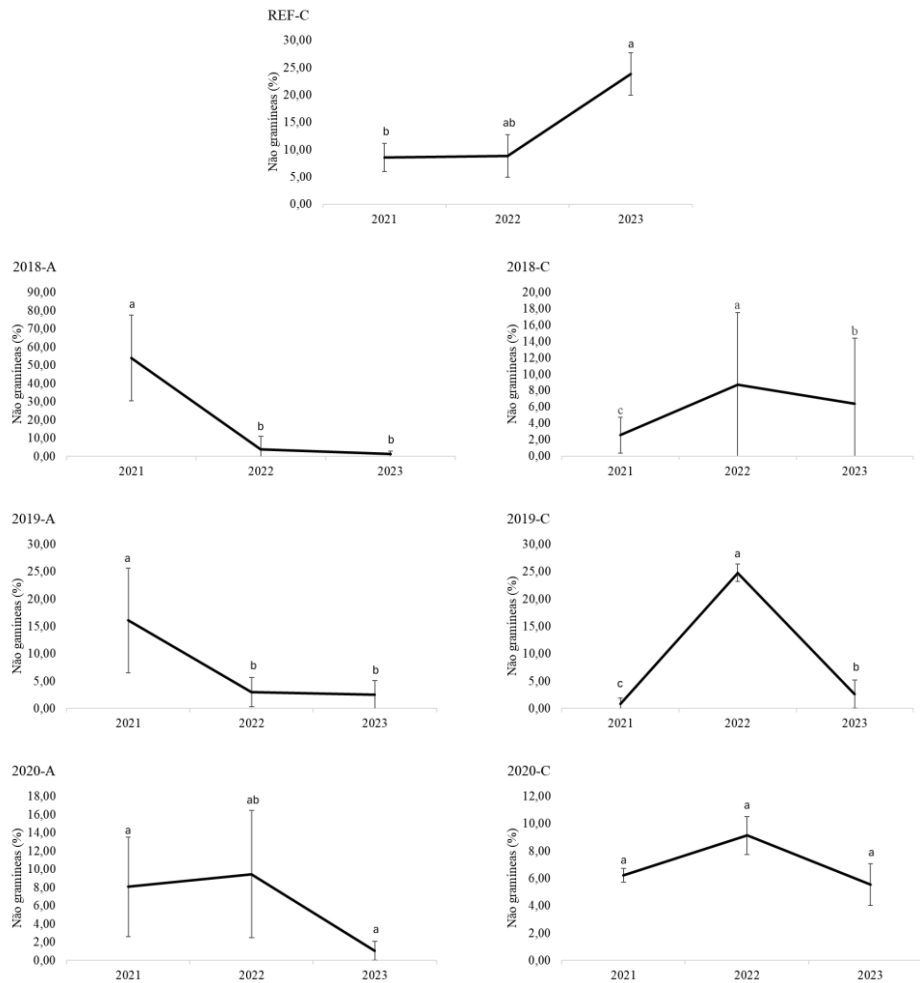 REF-C
Não gramíneas (%)
30,00
25,00
20,00
15,00
10,00
5,00
0,00
b
ab
a
2021 2022 2023
2018-A
Não gramíneas (%)
90,00
80,00
70,00
60,00
50,00
40,00
30,00
20,00
10,00
0,00
a
b
b
2021 2022 2023
2018-C
Não gramíneas (%)
20,00
18,00
16,00
14,00
12,00
10,00
8,00
6,00
4,00
2,00
0,00
c
a
b
2021 2022 2023
2019-A
Não gamíneas (%)
30,00
25,00
20,00
15,00
10,00
5,00
0,00
a
b
b
2021 2022 2023
2019-C
Não gramíneas (%)
30,00
25,00
20,00
15,00
10,00
5,00
0,00
c
a
b
2021 2022 2023
2020-A
Não gramíneas (%)
18,00
16,00
14,00
12,00
10,00
8,00
6,00
4,00
2,00
0,00
a
ab
a
2021 2022 2023
2020-C
Não gramíneas (%)
12,00
10,00
8,00
6,00
4,00
2,00
0,00
a
a
a
2021 2022 2023